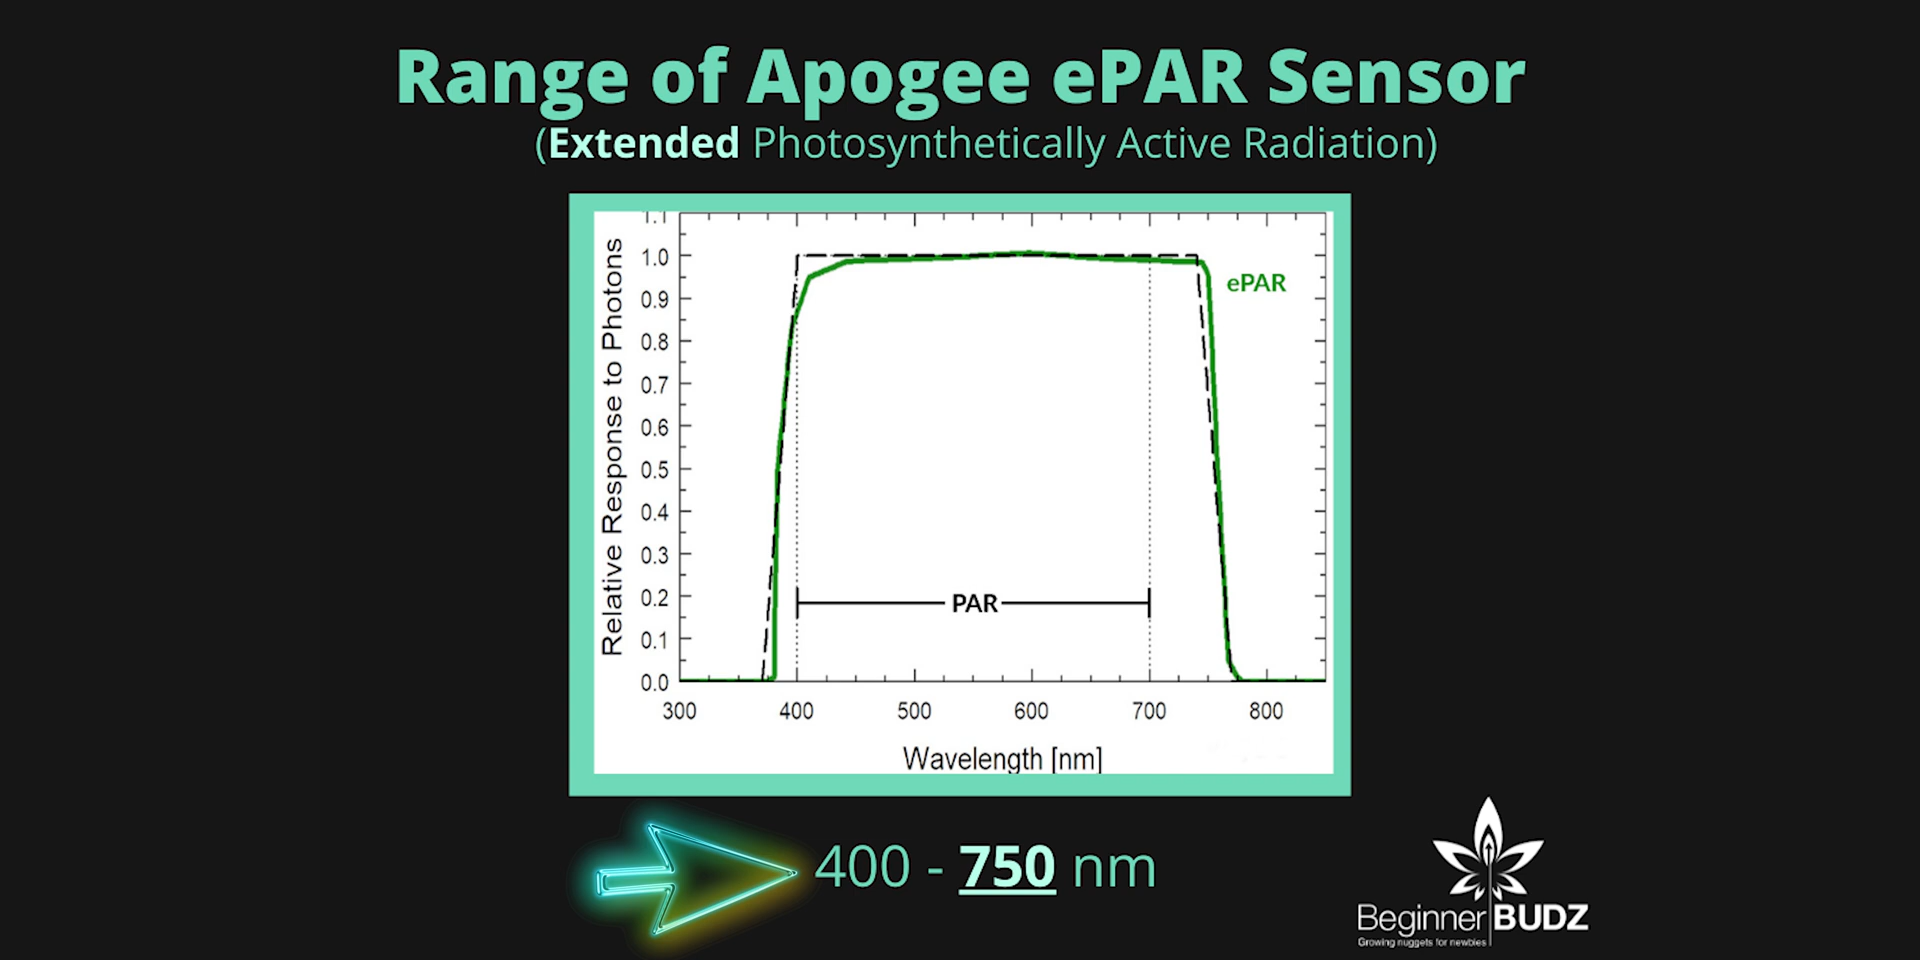 Range of Apogee ePAR Sensor
(Extended Photosynthetically Active Radiation)
Relative Response to Photons
1.1
1.0
0.9
0.8
0.7
0.6
0.5
0.4
0.3
0.2
0.1
0.0
ePAR
PAR
300 400 500 600 700 800
Wavelength [nm]
400 - 750 nm
Beginner BUDZ
Growing nuggets for newbies